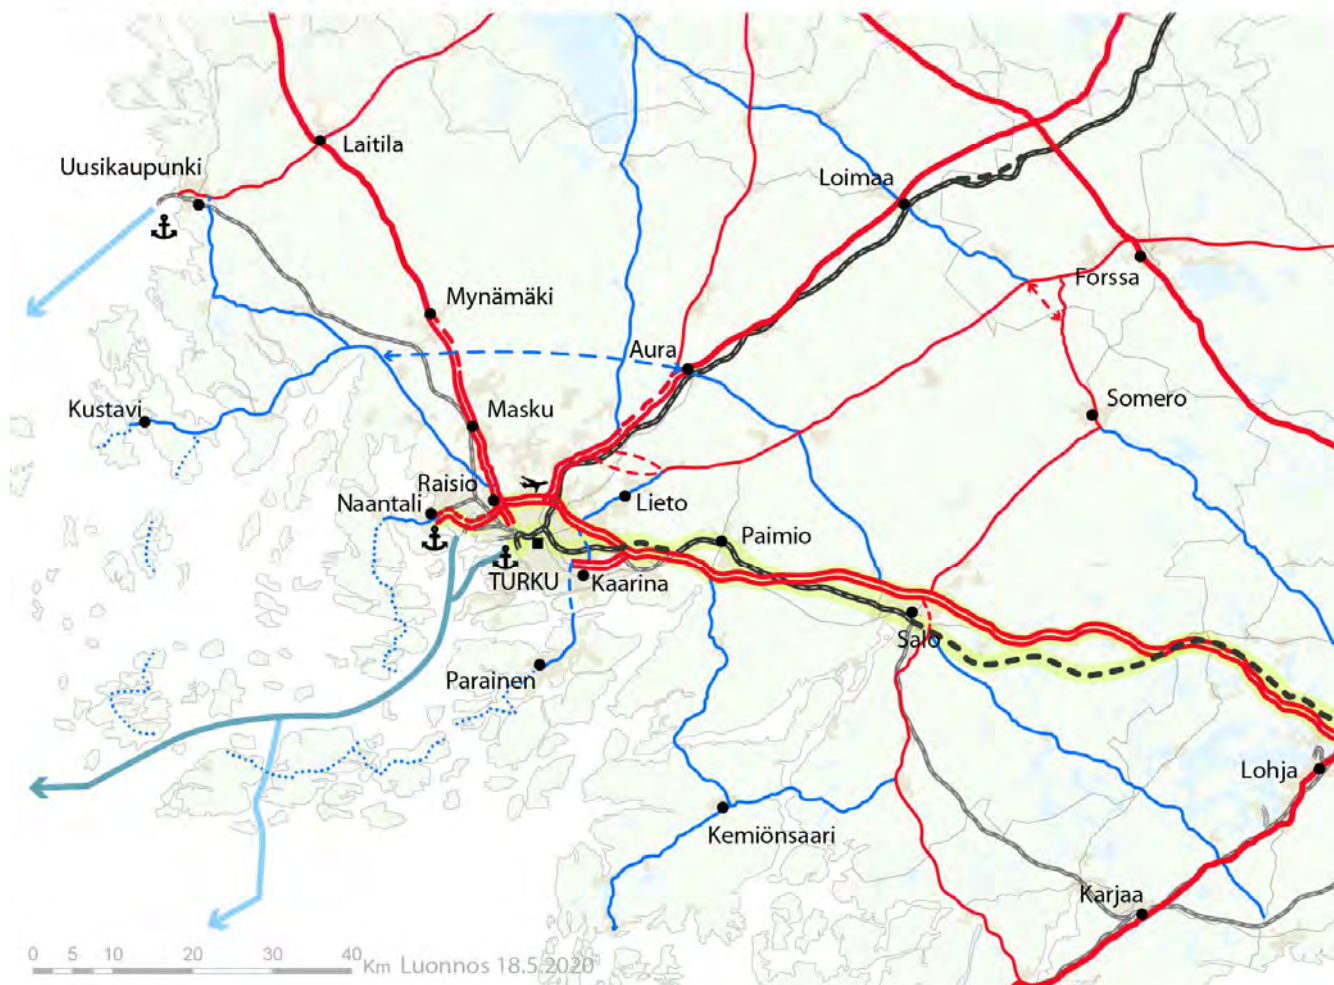 Laitila
Uusikaupunki
Loimaa
Forssa
Mynämäki
Aura
Kustavi
Masku
Somero
Raisio
Naantali
Lieto
Paimio
TURKU
Kaarina
Salo
Parainen
Lohja
Kemiönsaari
Karjaa
0 5 10 20 30 40 Km Luonnos 18.5.2020